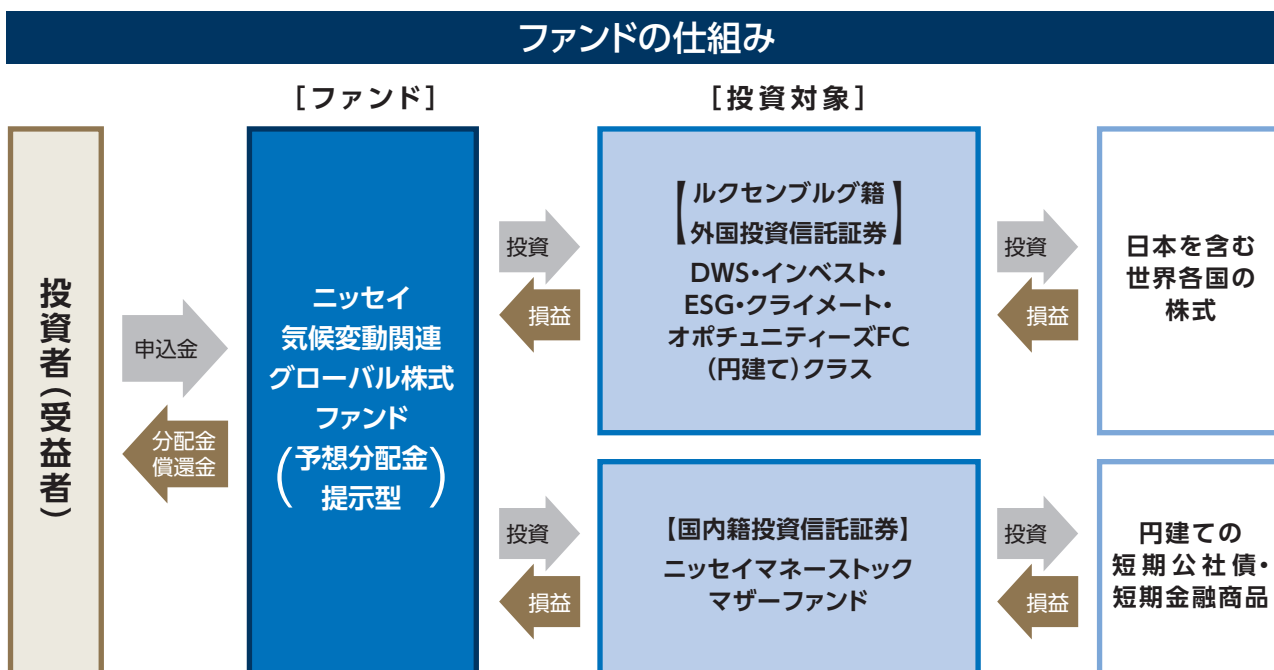 ファンドの仕組み
［ファンド］
［投資対象］
投資者（受益者）
申込金
分配金
償還金
ニッセイ
気候変動関連
グローバル株式
ファンド
（予想分配金
提示型）
投資
損益
【ルクセンブルグ籍
外国投資信託証券】
DWS・インベスト・
ESG・クライメート・
オポチュニティーズFC
（円建て）クラス
投資
損益
日本を含む
世界各国の
株式
投資
損益
【国内籍投資信託証券】
ニッセイマネーストック
マザーファンド
投資
損益
円建ての
短期公社債・
短期金融商品